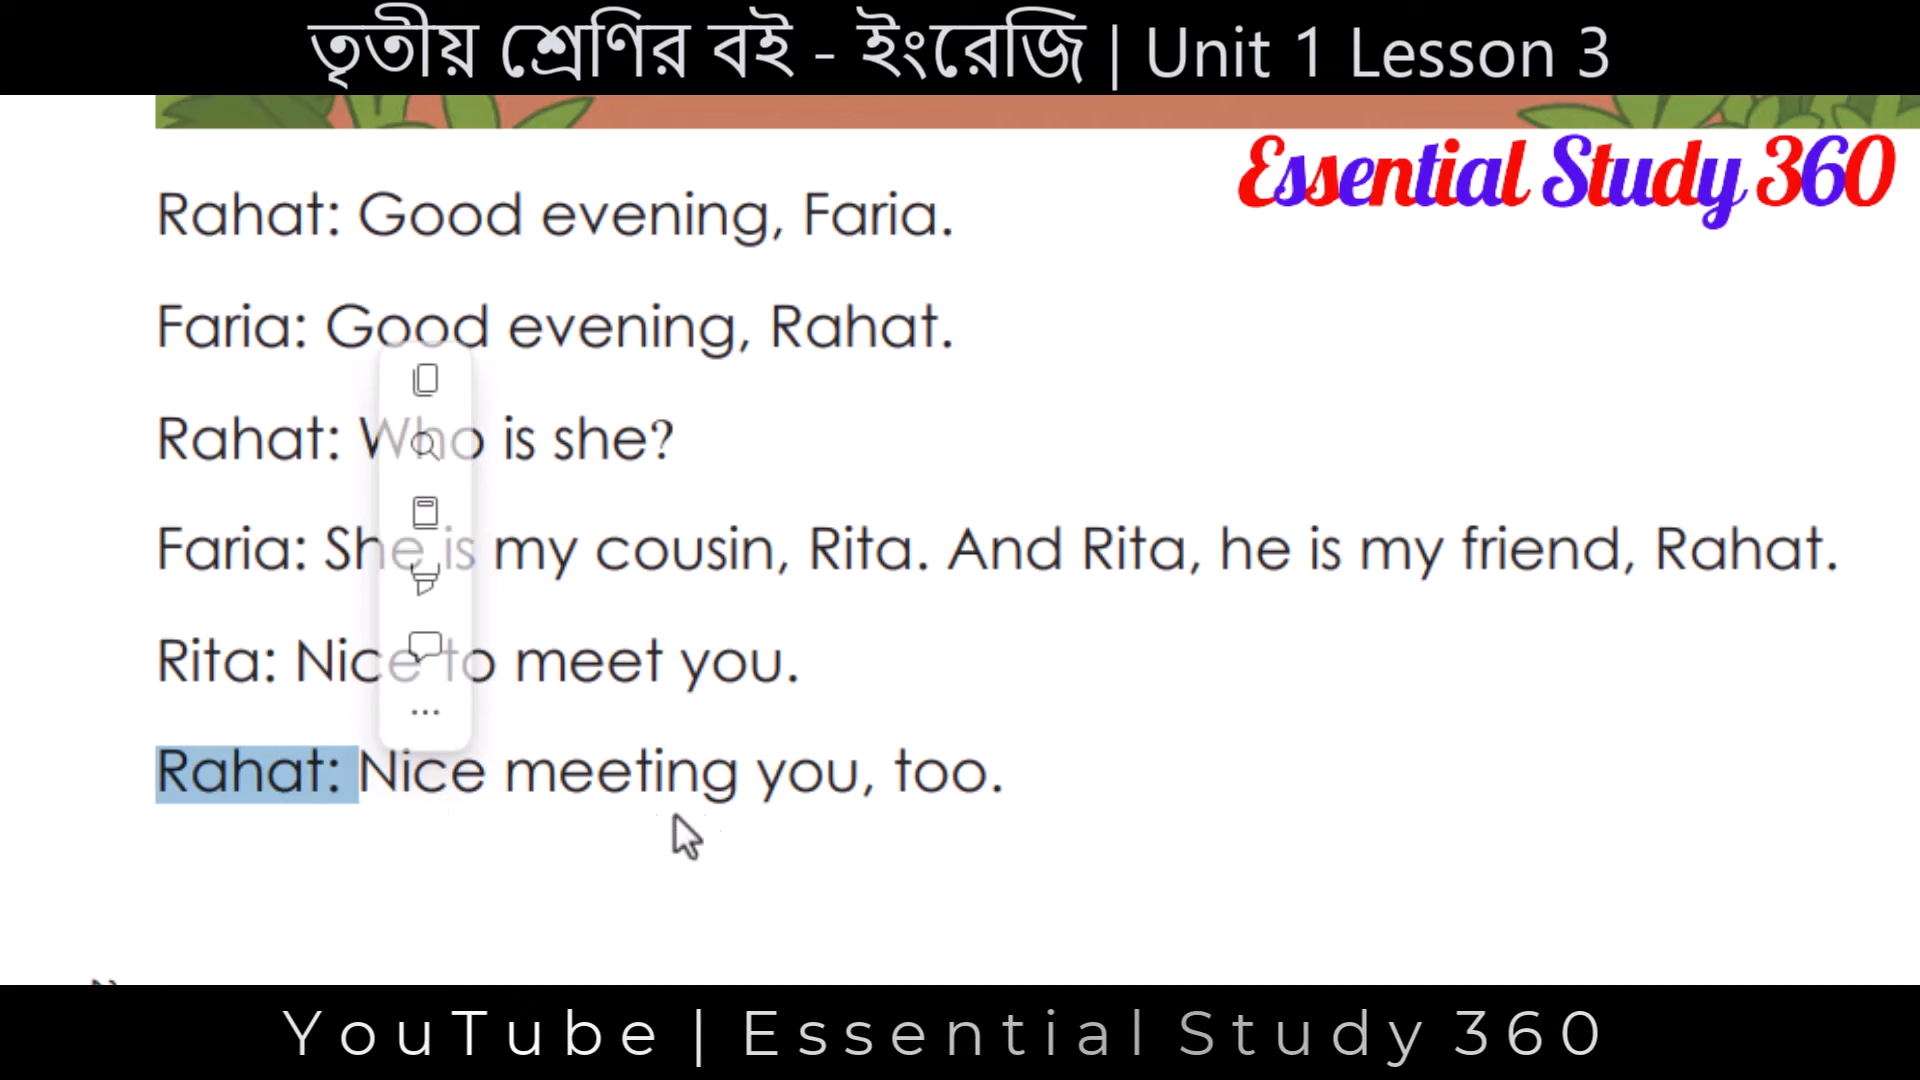 তৃতীয় শ্রেণির বই - ইংরেজি | Unit 1 Lesson 3
Essential Study 360
Rahat: Good evening, Faria.
Faria: Good evening, Rahat.
Rahat: Who is she?
Faria: She is my cousin, Rita. And Rita, he is my friend, Rahat.
Rita: Nice to meet you.
Rahat: Nice meeting you, too.
YouTube | Essential Study 360